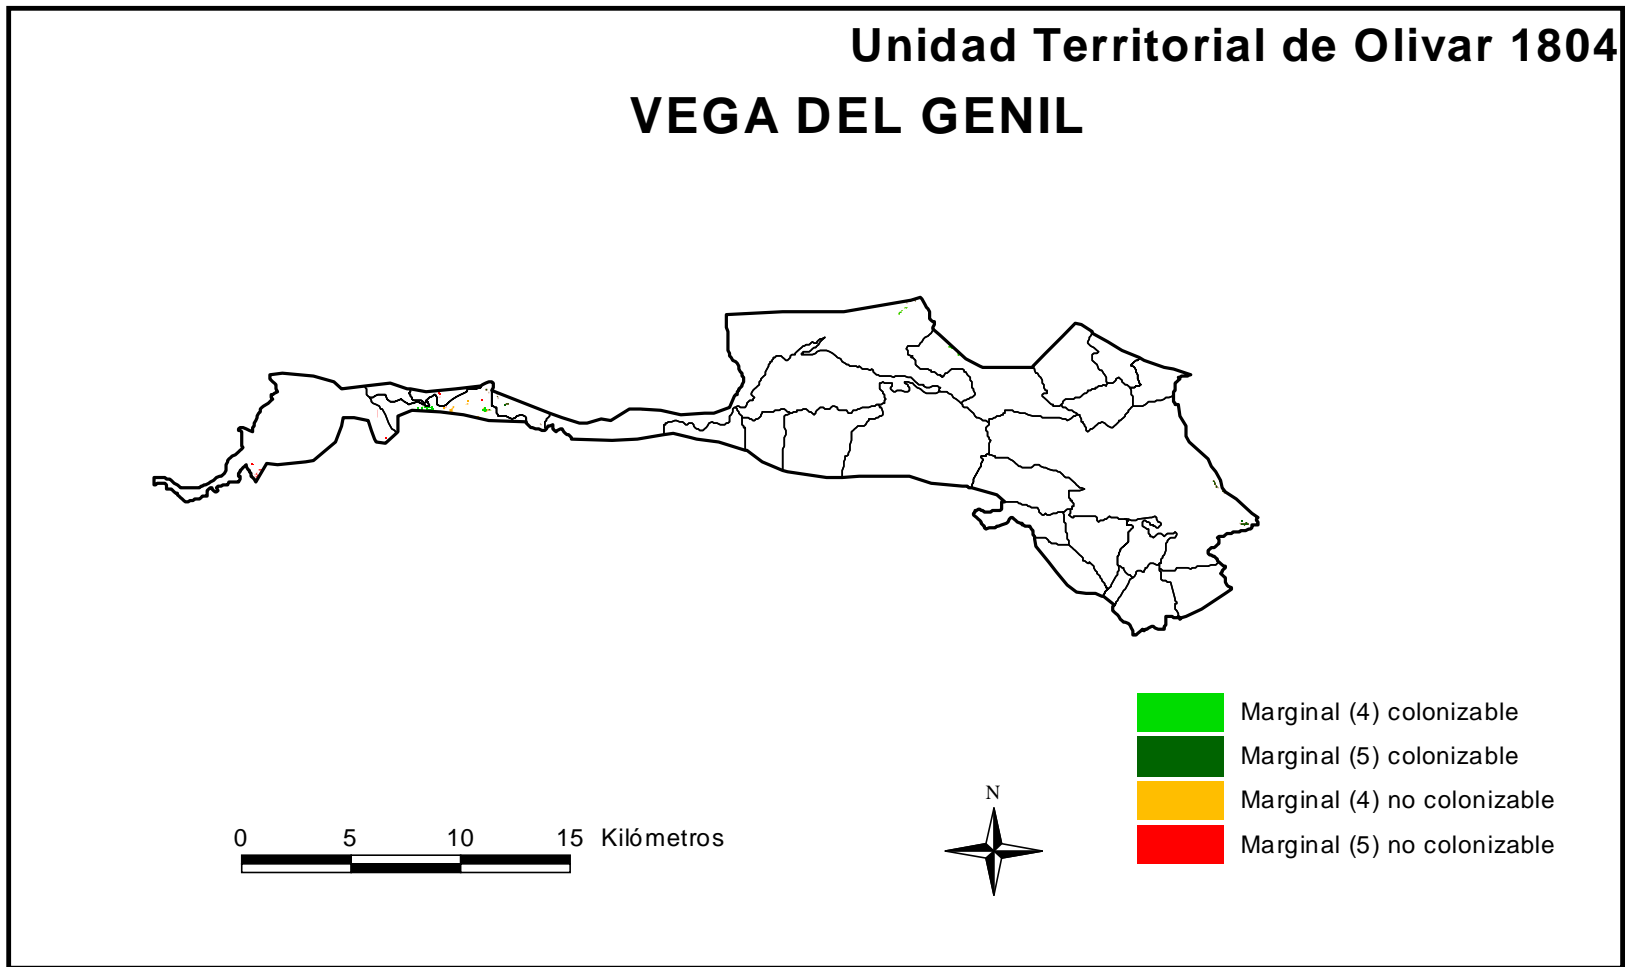 Unidad Territorial de Olivar 1804
VEGA DEL GENIL
Marginal (4) colonizable
Marginal (5) colonizable
Marginal (4) no colonizable
Marginal (5) no colonizable
N
0 5 10 15 Kilómetros